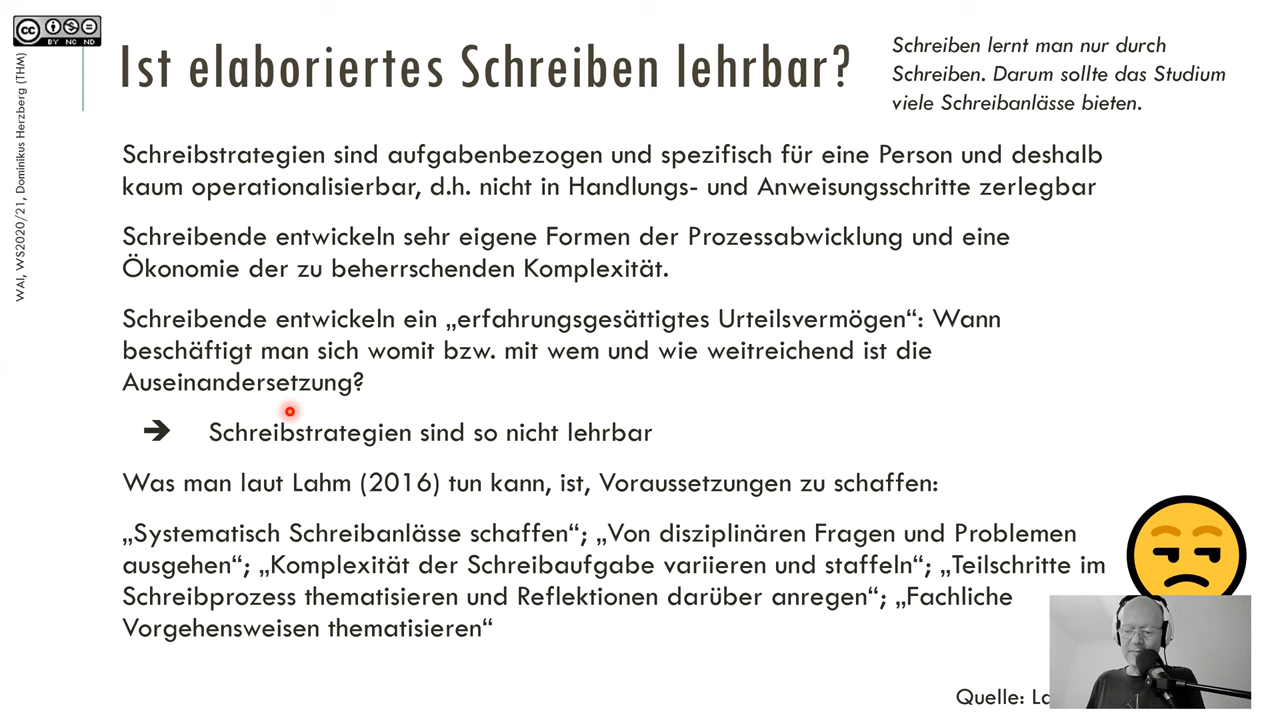 cc
BY NC ND
WAI, WS2020/21, Dominikus Herzberg (THM)
Ist elaboriertes Schreiben lehrbar?
Schreiben lernt man nur durch
Schreiben. Darum sollte das Studium
viele Schreibanlässe bieten.
Schreibstrategien sind aufgabenbezogen und spezifisch für eine Person und deshalb
kaum operationalisierbar, d.h. nicht in Handlungs- und Anweisungsschritte zerlegbar
Schreibende entwickeln sehr eigene Formen der Prozessabwicklung und eine
Ökonomie der zu beherrschenden Komplexität.
Schreibende entwickeln ein „erfahrungsgesättigtes Urteilsvermögen“: Wann
beschäftigt man sich womit bzw. mit wem und wie weitreichend ist die
Auseinandersetzung?
➔ Schreibstrategien sind so nicht lehrbar
Was man laut Lahm (2016) tun kann, ist, Voraussetzungen zu schaffen:
„Systematisch Schreibanlässe schaffen“; „Von disziplinären Fragen und Problemen
ausgehen“; „Komplexität der Schreibaufgabe variieren und staffeln“; „Teilschritte im
Schreibprozess thematisieren und Reflektionen darüber anregen“; „Fachliche
Vorgehensweisen thematisieren“
Quelle: